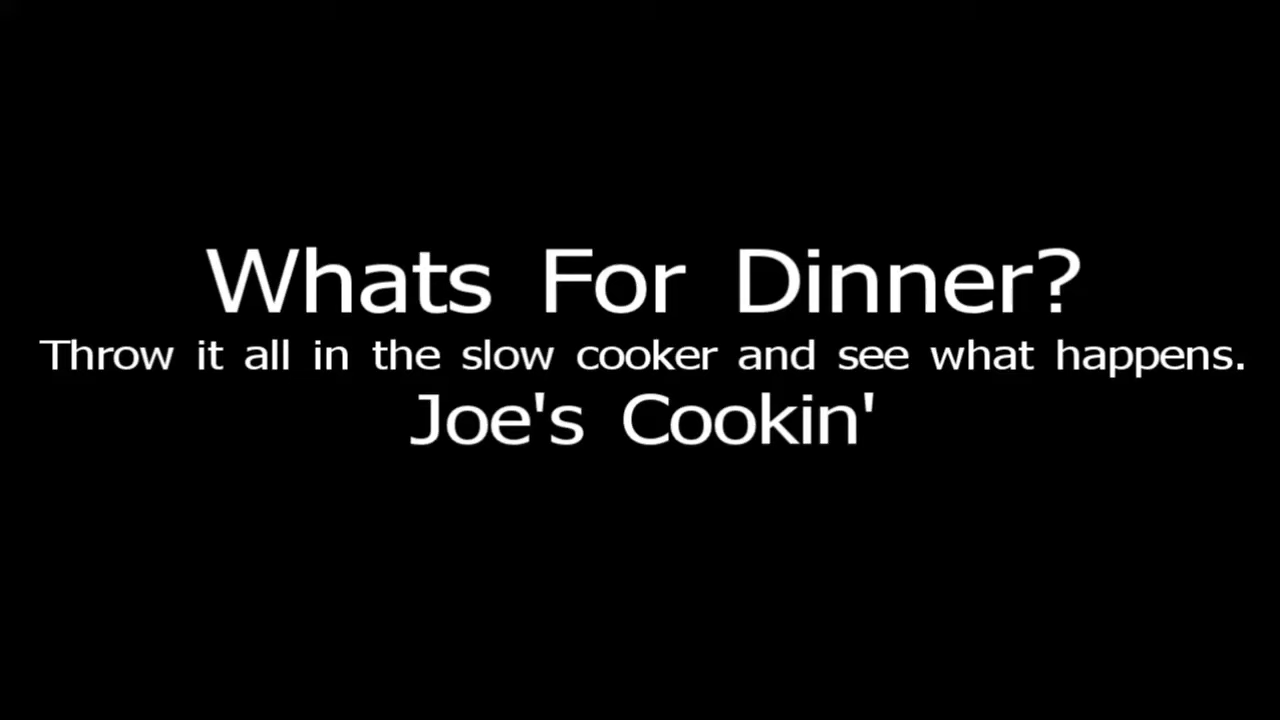 Whats For Dinner?
Throw it all in the slow cooker and see what happens.
Joe's Cookin'